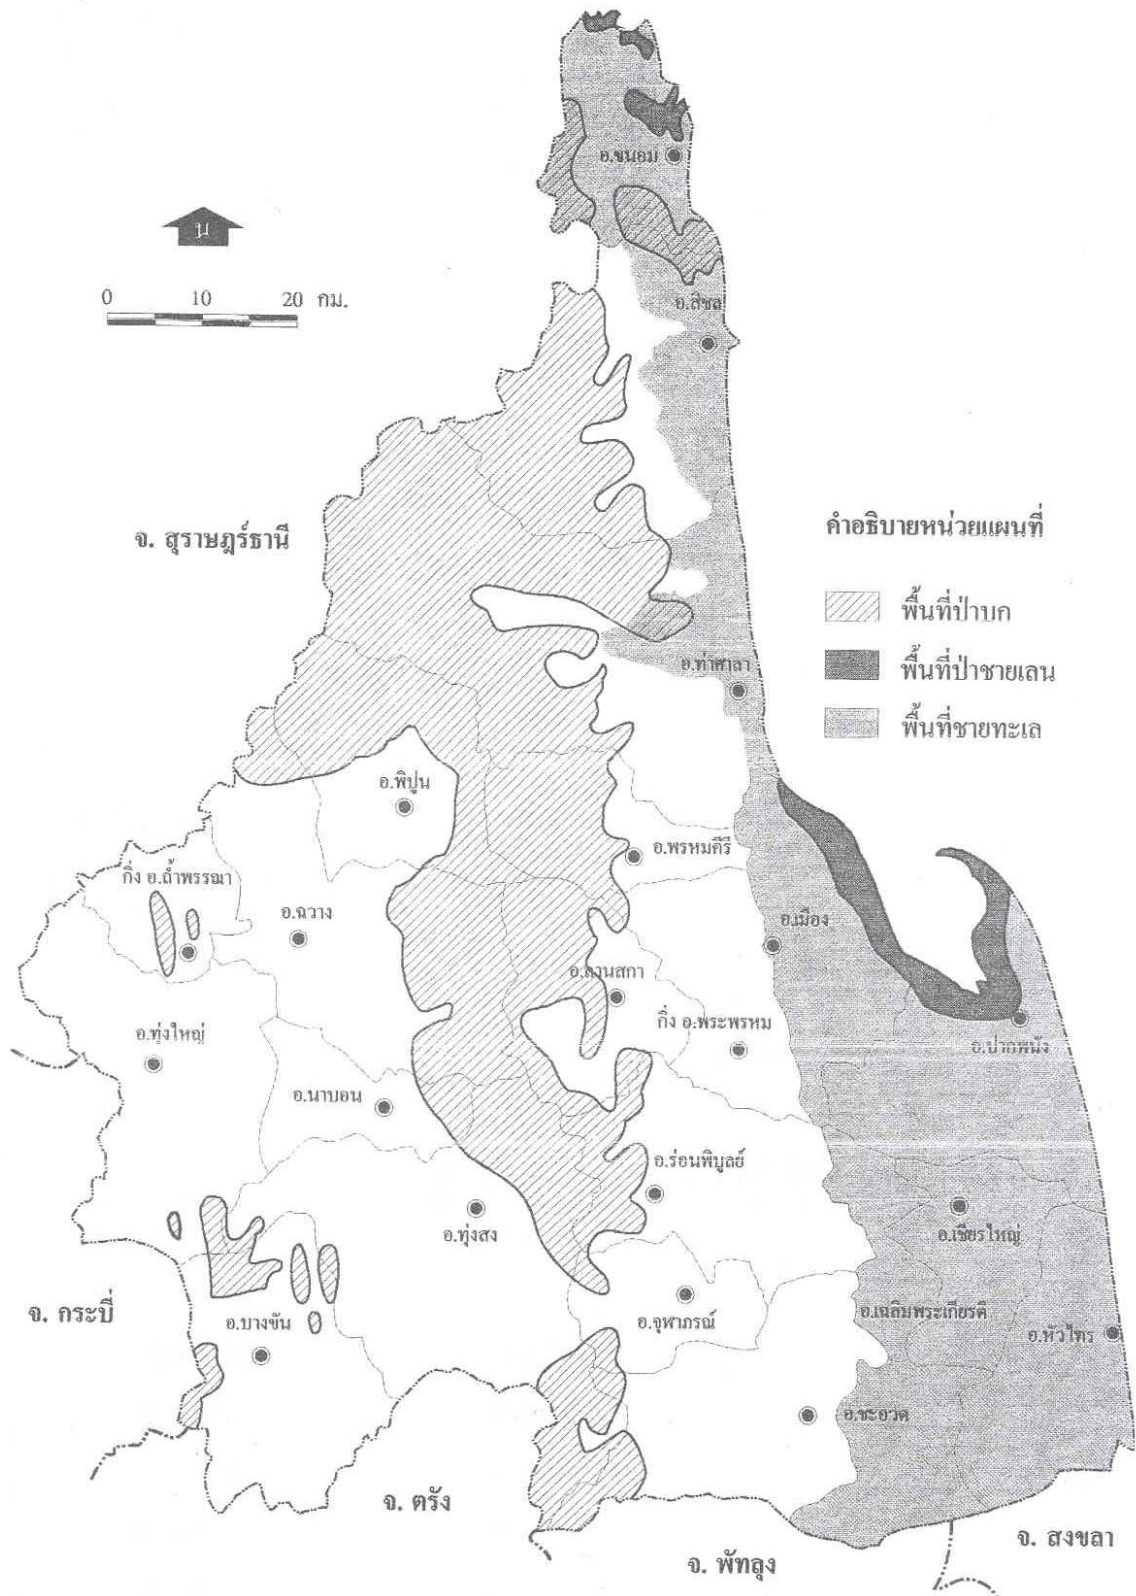 อ.ขนอม
น
0 10 20 กม.
อ.สิชล
จ. สุราษฎร์ธานี
คำอธิบายหน่วยแผนที่
พื้นที่ป่าบก
พื้นที่ป่าชายเลน
พื้นที่ชายทะเล
อ.ท่าศาลา
อ.พิปูน
อ.พรหมคีรี
กิ่ง อ.ถ้ำพรรณา
อ.ฉวาง
อ.เมือง
อ.ลานสกา
กิ่ง อ.พระพรหม
อ.ทุ่งใหญ่
อ.ปากพนัง
อ.นาบอน
อ.ร่อนพิบูลย์
อ.ทุ่งสง
อ.เชียรใหญ่
จ. กระบี่
อ.บางขัน
อ.จุฬาภรณ์
อ.เฉลิมพระเกียรติ
อ.หัวไทร
อ.ชะอวด
จ. ตรัง
จ. พัทลุง
จ. สงขลา